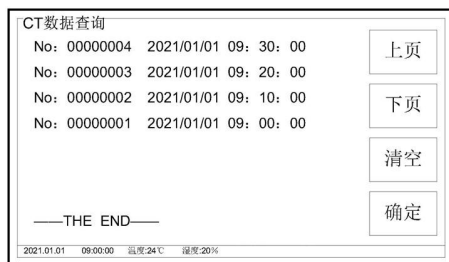 CT数据查询
No：00000004 2021/01/01 09：30：00
No：00000003 2021/01/01 09：20：00
No：00000002 2021/01/01 09：10：00
No：00000001 2021/01/01 09：00：00
——THE END——
上页
下页
清空
确定
2021.01.01 09:00:00 温度:24℃ 湿度:20%